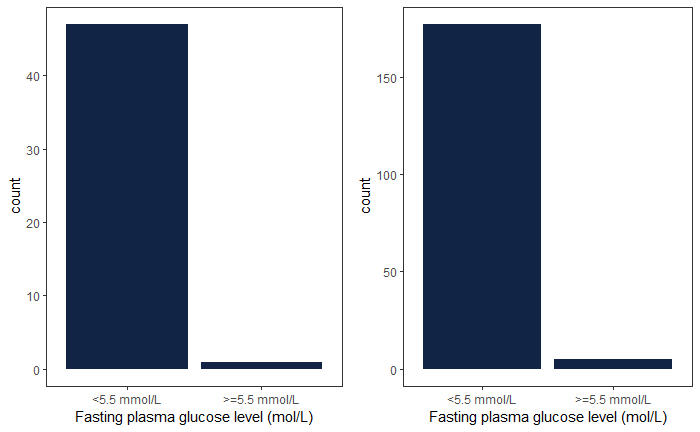 count
40
30
20
10
0
<5.5 mmol/L >=5.5 mmol/L
Fasting plasma glucose level (mol/L)
count
150
100
50
0
<5.5 mmol/L >=5.5 mmol/L
Fasting plasma glucose level (mol/L)